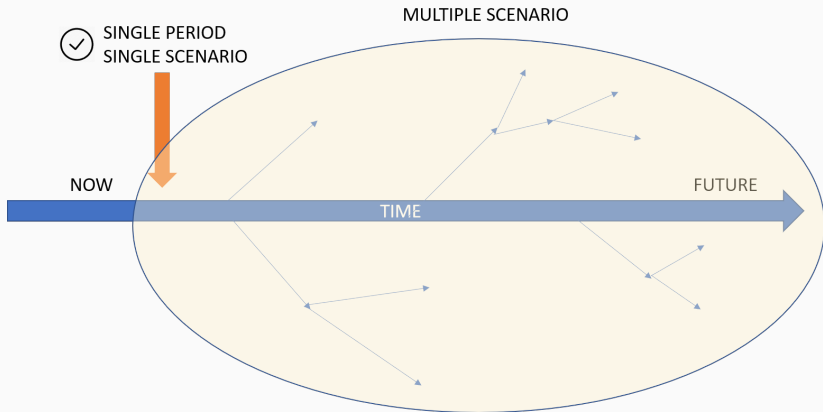 MULTIPLE SCENARIO
SINGLE PERIOD
SINGLE SCENARIO
NOW
FUTURE
TIME